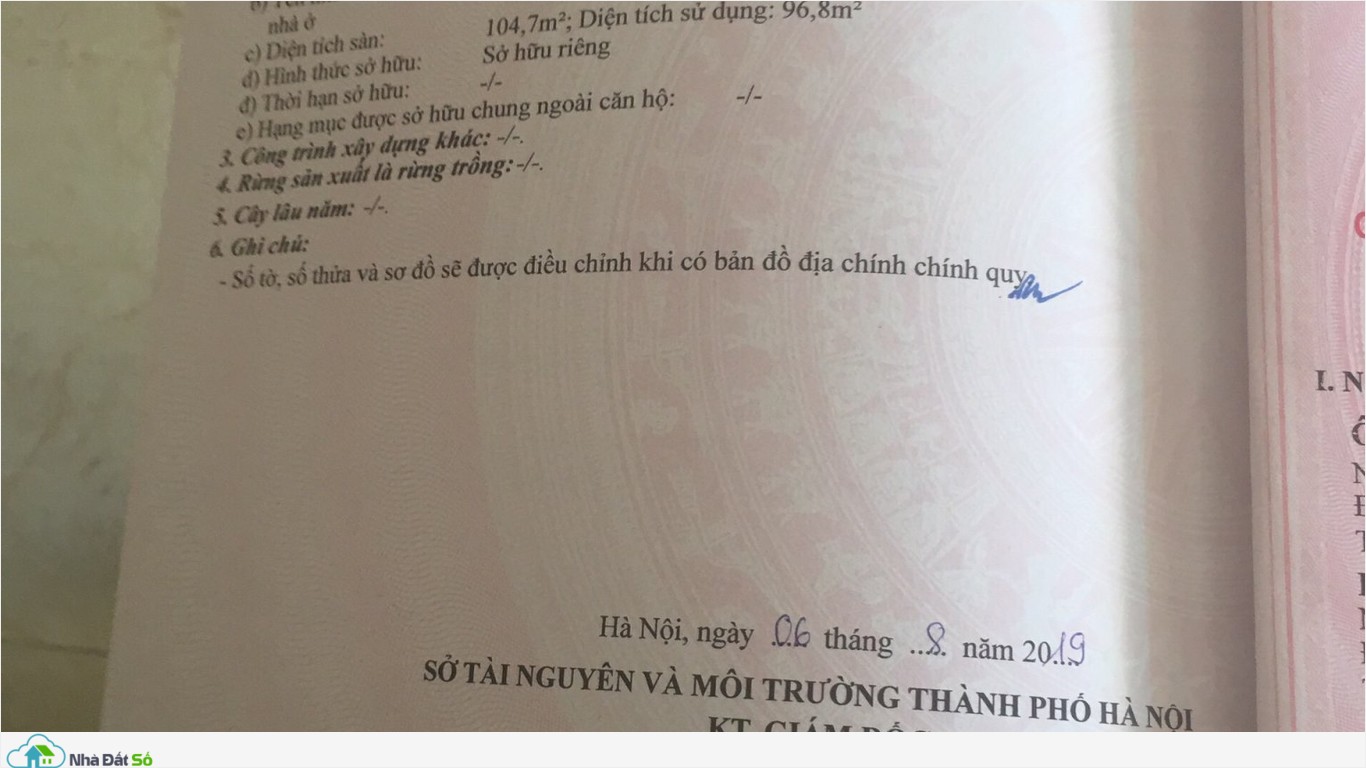 nhà ở
c) Diện tích sàn: 104,7m²; Diện tích sử dụng: 96,8m²
d) Hình thức sở hữu: Sở hữu riêng
đ) Thời hạn sở hữu: -/-
e) Hạng mục được sở hữu chung ngoài căn hộ: -/-
3. Công trình xây dựng khác: -/-.
4. Rừng sản xuất là rừng trồng: -/-.
5. Cây lâu năm: -/-.
6. Ghi chú:
- Số tờ, số thửa và sơ đồ sẽ được điều chỉnh khi có bản đồ địa chính chính quy
Hà Nội, ngày 06 tháng ..8. năm 2019
SỞ TÀI NGUYÊN VÀ MÔI TRƯỜNG THÀNH PHỐ HÀ NỘI
KT. GIÁM ĐỐC
I. N
Nhà Đất Số